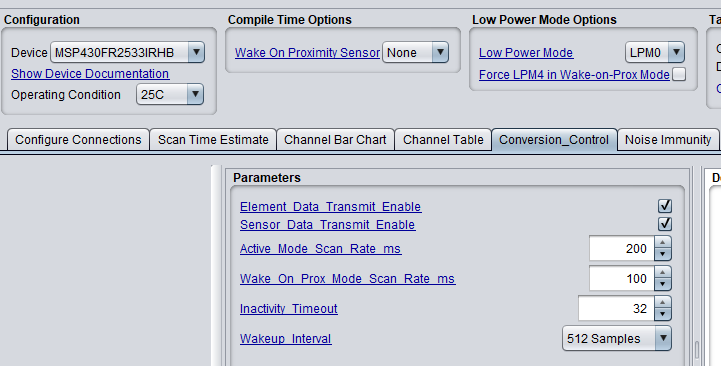 Configuration
Compile Time Options
Low Power Mode Options
Device MSP430FR2533IRHB
Wake On Proximity Sensor None
Low Power Mode LPM0
Show Device Documentation
Force LPM4 in Wake-on-Prox Mode
Operating Condition 25C
Configure Connections Scan Time Estimate Channel Bar Chart Channel Table Conversion_Control Noise Immunity
Parameters
Element_Data_Transmit_Enable
Sensor_Data_Transmit_Enable
Active_Mode_Scan_Rate_ms 200
Wake_On_Prox_Mode_Scan_Rate_ms 100
Inactivity_Timeout 32
Wakeup_Interval 512 Samples